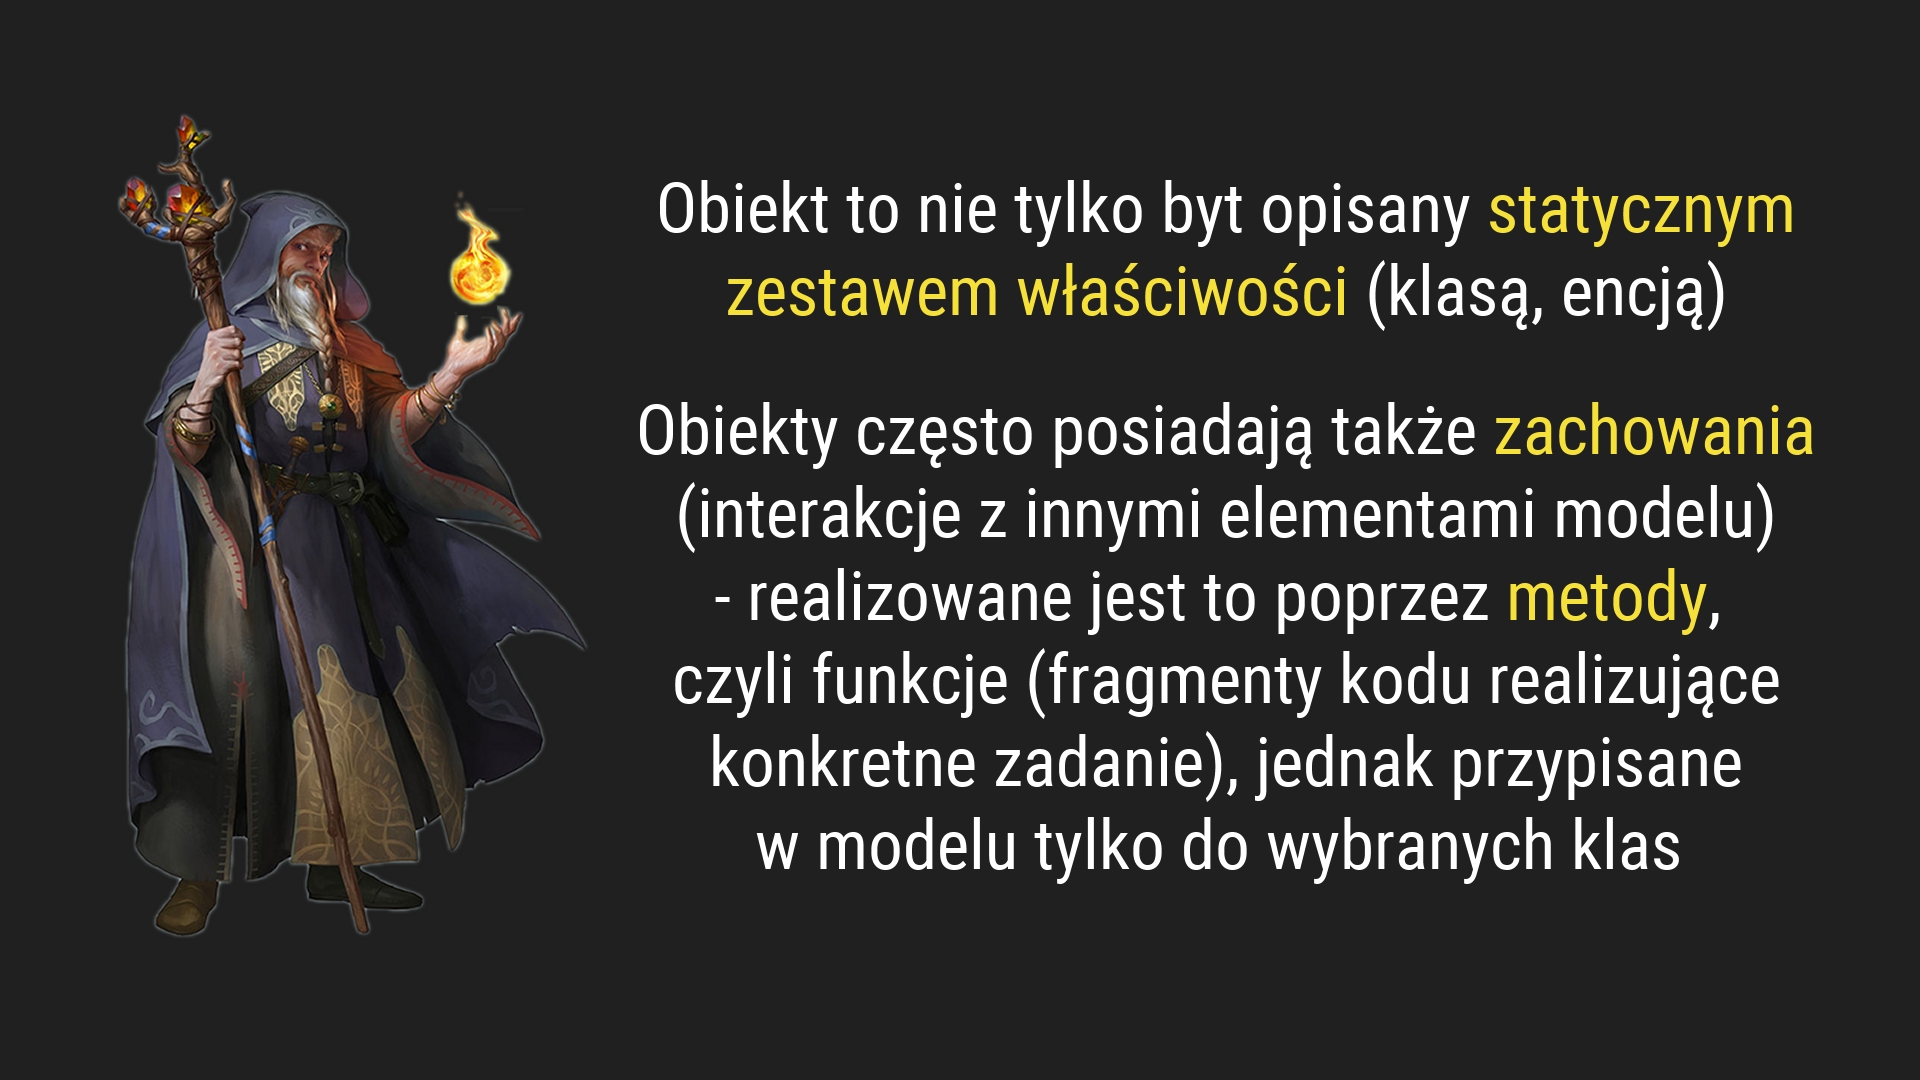 Obiekt to nie tylko byt opisany statycznym
zestawem właściwości (klasą, encją)
Obiekty często posiadają także zachowania
(interakcje z innymi elementami modelu)
- realizowane jest to poprzez metody,
czyli funkcje (fragmenty kodu realizujące
konkretne zadanie), jednak przypisane
w modelu tylko do wybranych klas